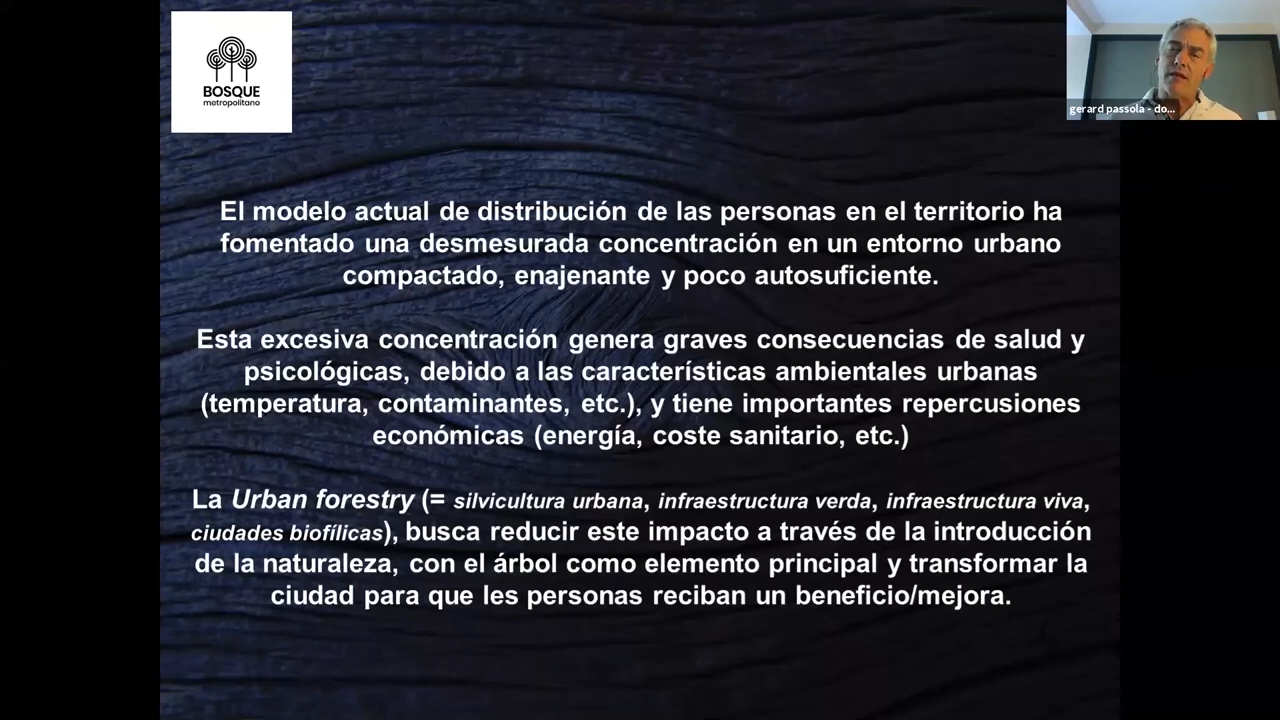 BOSQUE
metropolitano
gerard passola - do...
El modelo actual de distribución de las personas en el territorio ha
fomentado una desmesurada concentración en un entorno urbano
compactado, enajenante y poco autosuficiente.
Esta excesiva concentración genera graves consecuencias de salud y
psicológicas, debido a las características ambientales urbanas
(temperatura, contaminantes, etc.), y tiene importantes repercusiones
económicas (energía, coste sanitario, etc.)
La Urban forestry (= silvicultura urbana, infraestructura verda, infraestructura viva,
ciudades biofílicas), busca reducir este impacto a través de la introducción
de la naturaleza, con el árbol como elemento principal y transformar la
ciudad para que les personas reciban un beneficio/mejora.